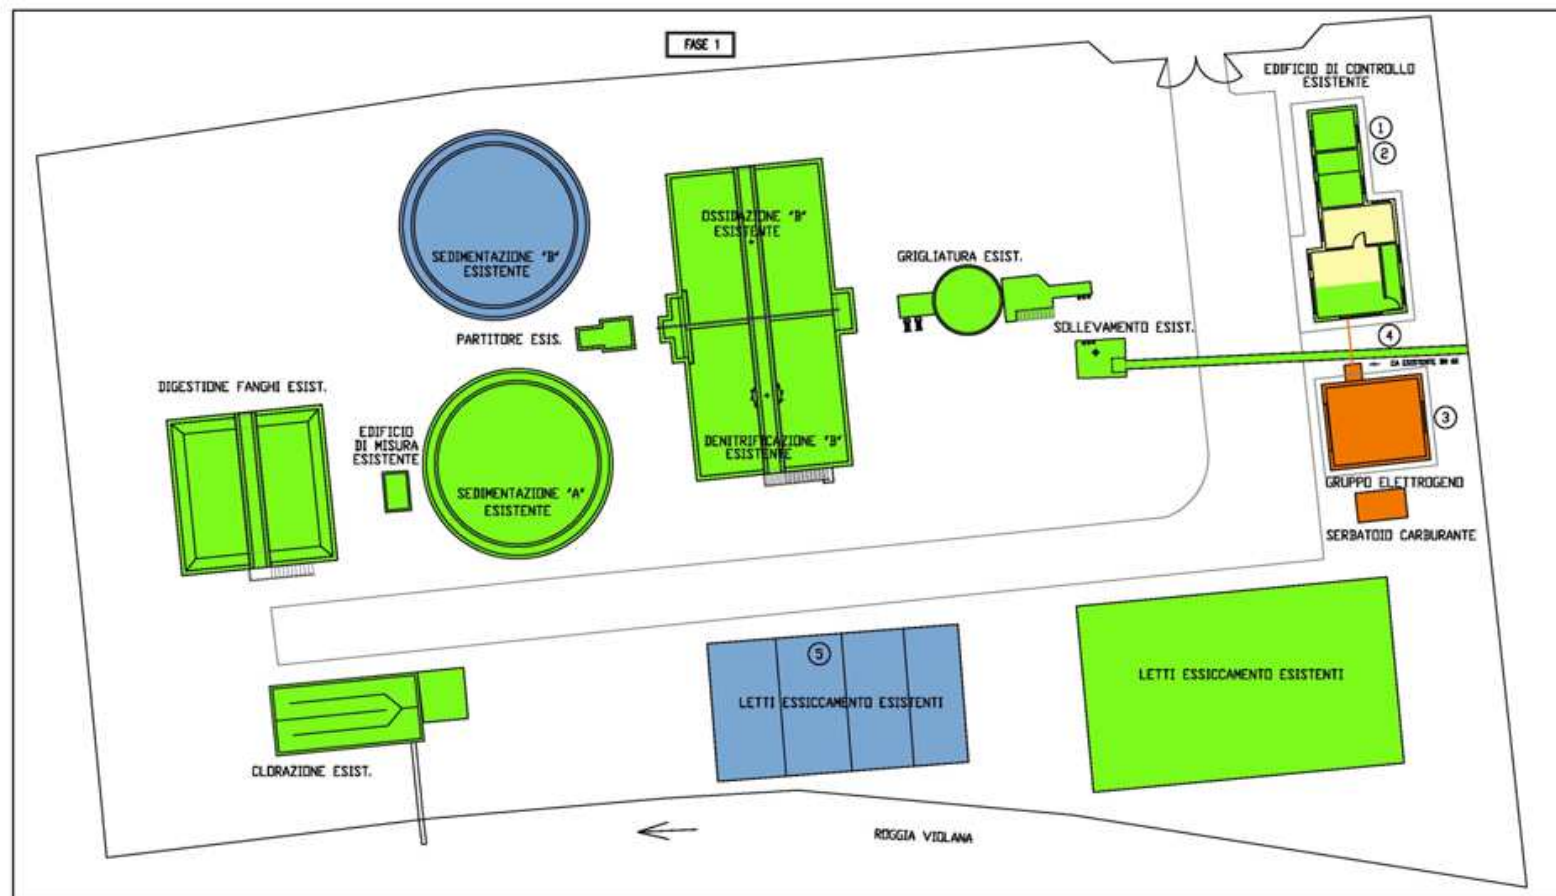 FASE 1
EDIFICIO DI CONTROLLO
ESISTENTE
1
2
OSSIDAZIONE "B"
ESISTENTE
SEDIMENTAZIONE "B"
ESISTENTE
GRIGLIATURA ESIST.
PARTITORE ESIS.
SOLLEVAMENTO ESIST.
4
DIGESTIONE FANGHI ESIST.
EDIFICIO
DI MISURA
ESISTENTE
3
DENITRIFICAZIONE "B"
ESISTENTE
SEDIMENTAZIONE "A"
ESISTENTE
GRUPPO ELETTROGENO
SERBATOIO CARBURANTE
5
LETTI ESSICCAMENTO ESISTENTI
LETTI ESSICCAMENTO ESISTENTI
CLORAZIONE ESIST.
ROGGIA VIOLANA